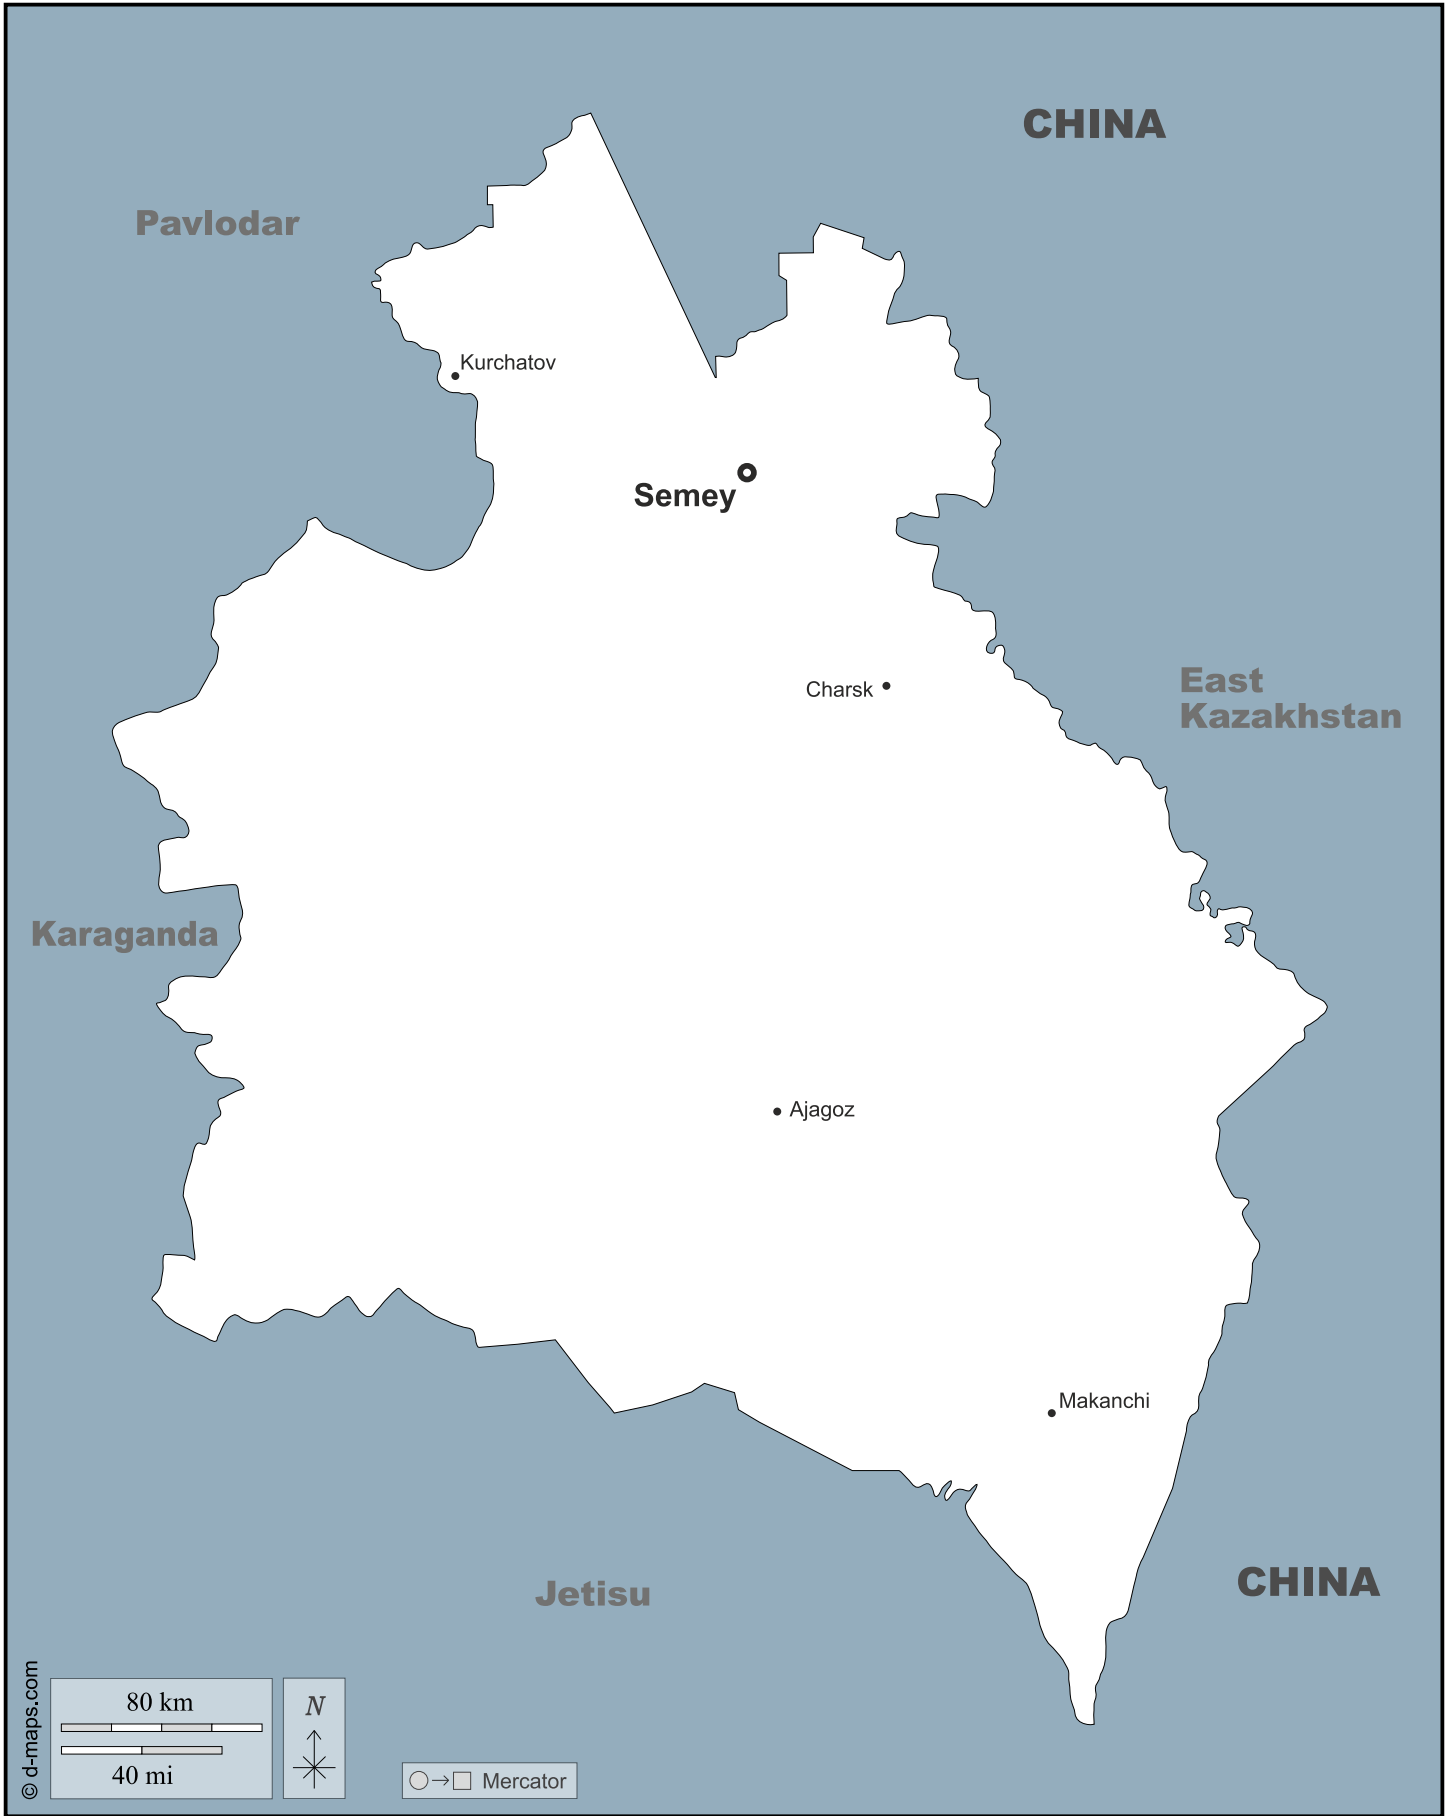 CHINA
Pavlodar
Kurchatov
Semey
East
Kazakhstan
Charsk
Karaganda
Ajagoz
Makanchi
CHINA
Jetisu
© d-maps.com
80 km
40 mi
N
Mercator